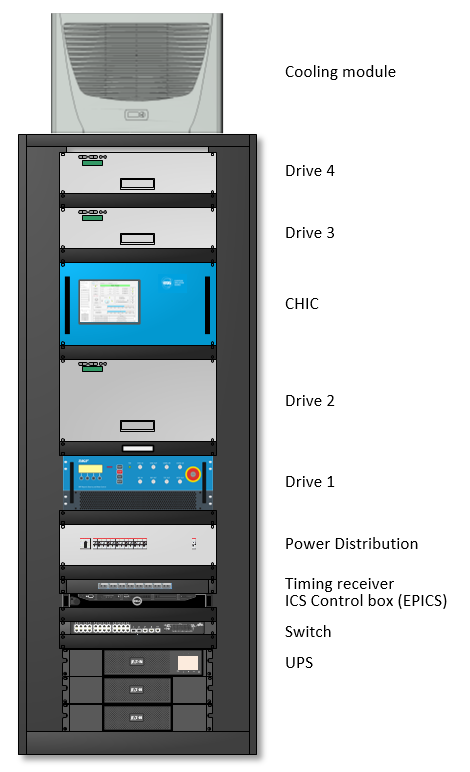 Cooling module
Drive 4
Drive 3
CHIC
Drive 2
Drive 1
Power Distribution
Timing receiver
ICS Control box (EPICS)
Switch
UPS